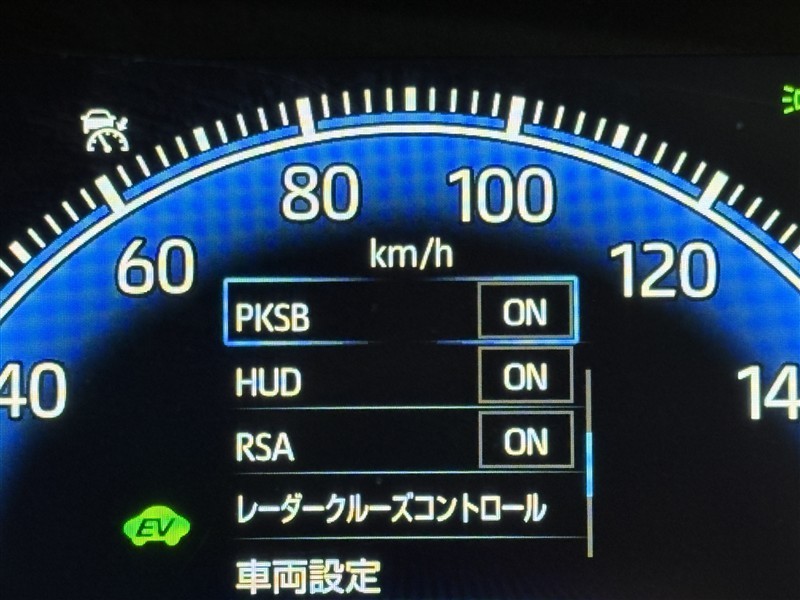 80
100
60
km/h
120
PKSB
ON
40
HUD
ON
14
RSA
ON
レーダークルーズコントロール
EV
車両設定